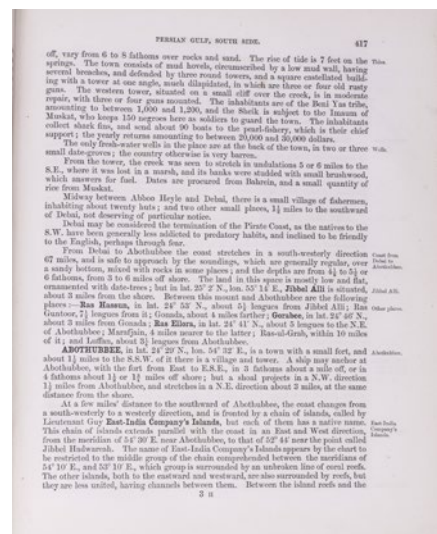 PERSIAN GULF, SOUTH SIDE. 417
off, vary from 6 to 8 fathoms over rocks and sand. The rise of tide is 7 feet on the Tides.
springs. The town consists of mud hovels, circumscribed by a low mud wall, having
several breaches, and defended by three round towers, and a square castellated build-
ing with a tower at one angle, much dilapidated, in which are three or four old rusty
guns. The western tower, situated on a small cliff over the creek, is in moderate
repair, with three or four guns mounted. The inhabitants are of the Beni Yas tribe,
amounting to between 1,000 and 1,200, and the Sheik is subject to the Imaum of
Muskat, who keeps 150 negroes here as soldiers to guard the town. The inhabitants
collect shark fins, and send about 90 boats to the pearl-fishery, which is their chief
support; the yearly returns amounting to between 20,000 and 30,000 dollars.
The only fresh-water wells in the place are at the back of the town, in two or three Wells.
small date-groves; the country otherwise is very barren.
From the tower, the creek was seen to stretch in undulations 5 or 6 miles to the
S.E., where it was lost in a marsh, and its banks were studded with small brushwood,
which answers for fuel. Dates are procured from Bahrein, and a small quantity of
rice from Muskat.
Midway between Abboo Heyle and Debai, there is a small village of fishermen,
inhabiting about twenty huts; and two other small places, 1½ miles to the southward
of Debai, not deserving of particular notice.
Debai may be considered the termination of the Pirate Coast, as the natives to the
S.W. have been generally less addicted to predatory habits, and inclined to be friendly
to the English, perhaps through fear.
From Debai to Abothubbee the coast stretches in a south-westerly direction Coast from
67 miles, and is safe to approach by the soundings, which are generally regular, over Debai to
a sandy bottom, mixed with rocks in some places; and the depths are from 4½ to 5½ or Abothubbee.
6 fathoms, from 3 to 6 miles off shore. The land in this space is mostly low and flat,
ornamented with date-trees; but in lat. 25° 2′ N., lon. 55° 14′ E., Jibbel Alli is situated, Jibbel Alli.
about 3 miles from the shore. Between this mount and Abothubbee are the following
places:— Ras Hassun, in lat. 24° 53′ N., about 5½ leagues from Jibbel Alli; Ras Other places.
Guntoor, 7½ leagues from it; Gonada, about 4 miles farther; Gurabee, in lat. 24° 46′ N.,
about 3 miles from Gonada; Ras Ellora, in lat. 24° 41′ N., about 5 leagues to the N.E.
of Abothubbee; 4 miles nearer to the latter; Ras-ul-Grab, within 10 miles
of it; and Loffan, about 3½ leagues from Abothubbee.
ABOTHUBBEE, in lat. 24° 29′ N., lon. 54° 32′ E., is a town with a small fort, and Abothubbee.
about 1½ miles to the S.S.W. of it there is a village and tower. A ship may anchor at
Abothubbee, with the fort from East to E.S.E., in 3 fathoms about a mile off, or in
4 fathoms about 1½ or 1¾ miles off shore; but a shoal projects in a N.W. direction
1½ miles from Abothubbee, and stretches in a N.E. direction about 3 miles, at the same
distance from the shore.
At a few miles' distance to the southward of Abothubbee, the coast changes from
a south-westerly to a westerly direction, and is fronted by a chain of islands, called by
Lieutenant Guy East-India Company's Islands, but each of them has a native name. East India
This chain of islands extends parallel with the coast in an East and West direction, Company's
from the meridian of 54° 30′ E. near Abothubbee, to that of 52° 44′ near the point called Islands.
Jibbel Hadwareah. The name of East-India Company's Islands appears by the chart to
be restricted to the middle group of the chain comprehended between the meridians of
54° 10′ E., and 53° 10′ E., which group is surrounded by an unbroken line of coral reefs.
The other islands, both to the eastward and westward, are also surrounded by reefs, but
they are less united, having channels between them. Between the island reefs and the
3 H